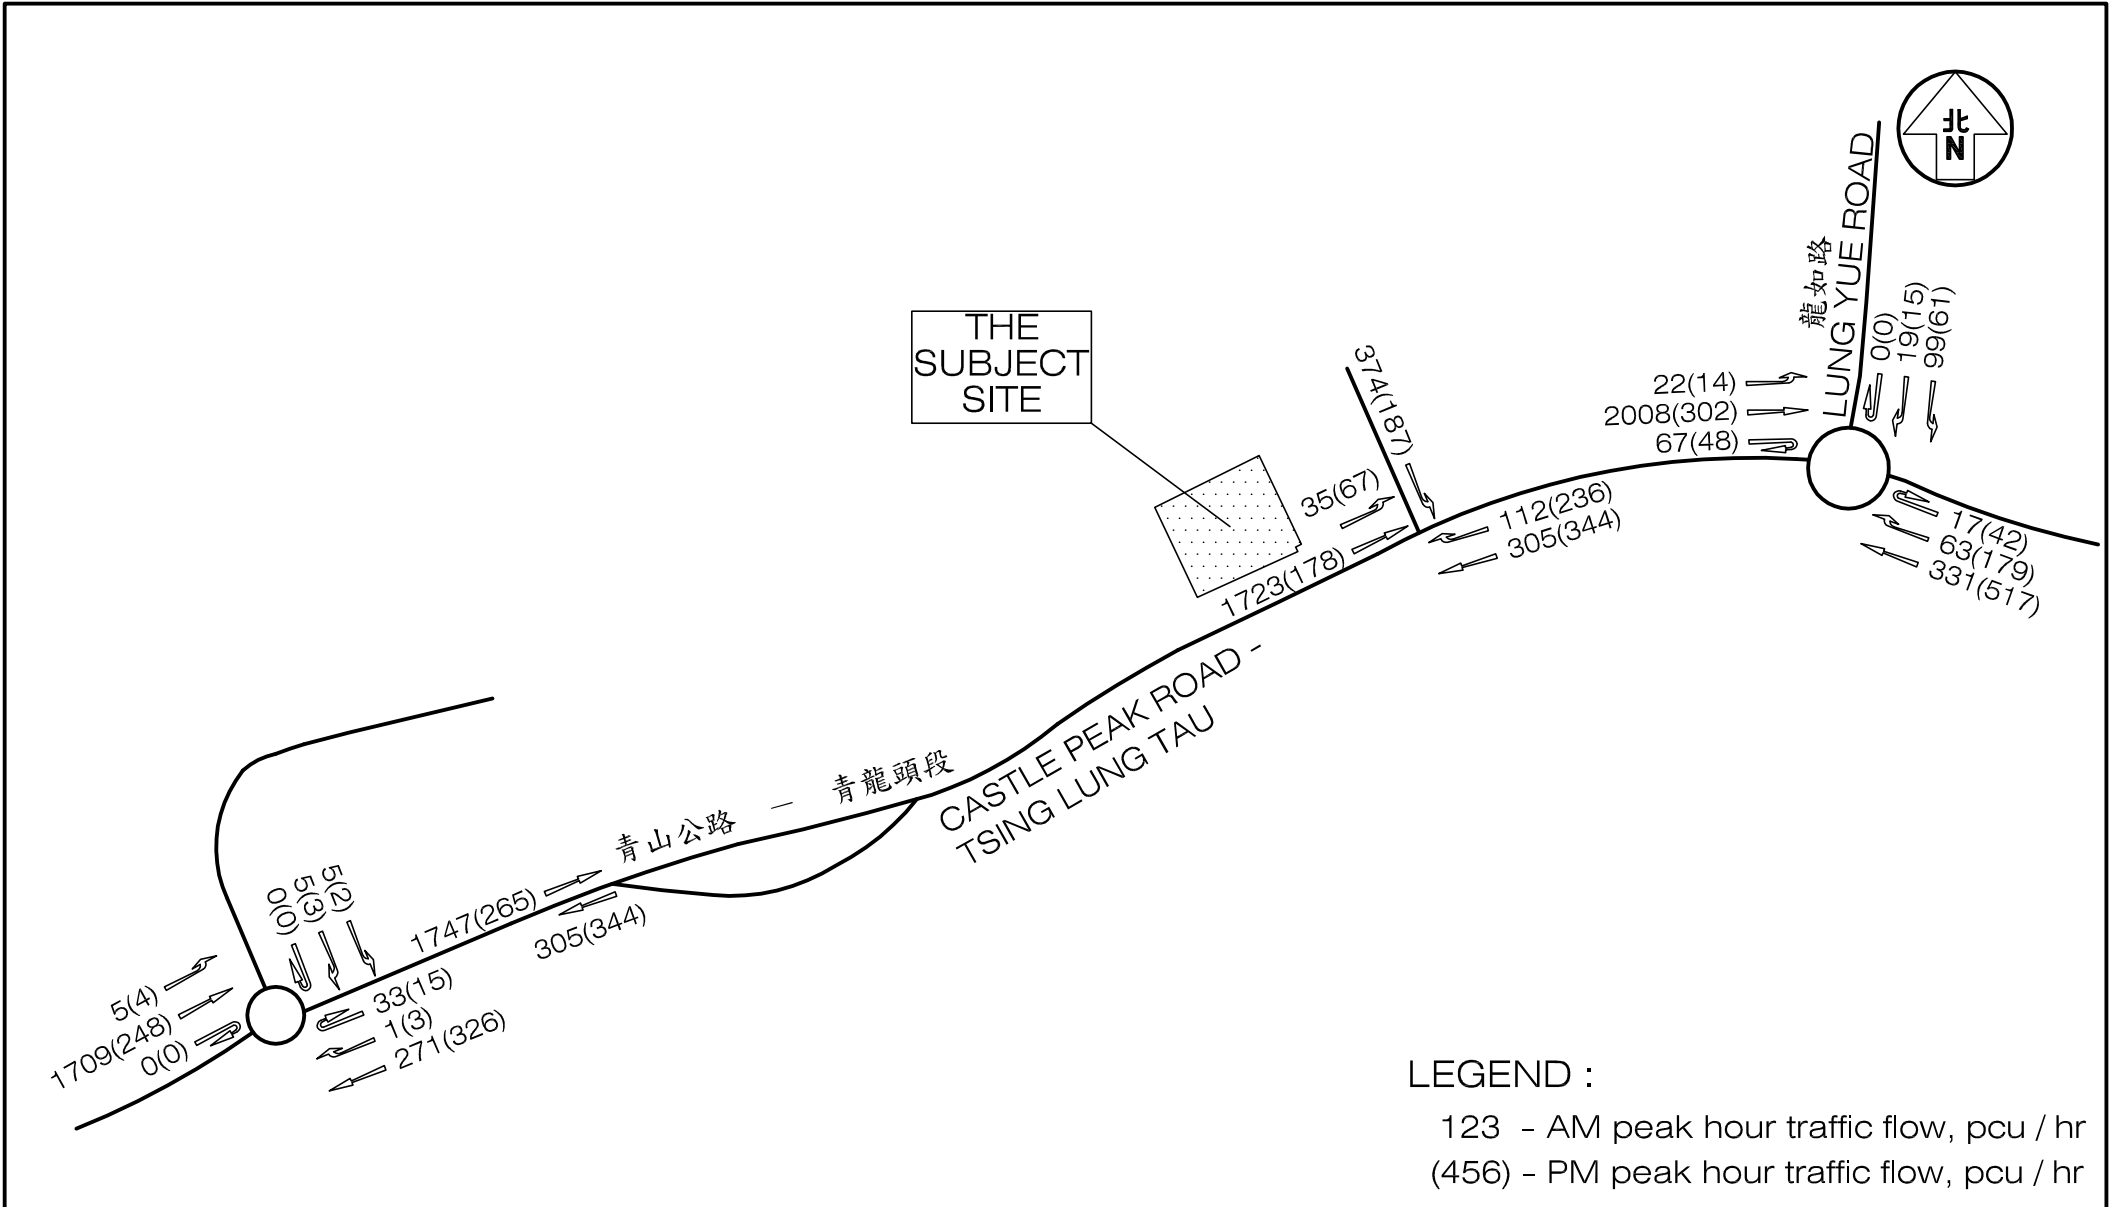 北
N
龍如路
LUNG YUE ROAD
0(0)
19(15)
99(61)
THE
SUBJECT
SITE
374(187)
22(14)
2008(302)
67(48)
35(67)
1723(178)
112(236)
305(344)
17(42)
63(179)
331(517)
CASTLE PEAK ROAD -
TSING LUNG TAU
青山公路 － 青龍頭段
1747(265)
305(344)
0(0)
5(3)
5(2)
5(4)
1709(248)
0(0)
33(15)
1(3)
271(326)
LEGEND :
123 - AM peak hour traffic flow, pcu / hr
(456) - PM peak hour traffic flow, pcu / hr